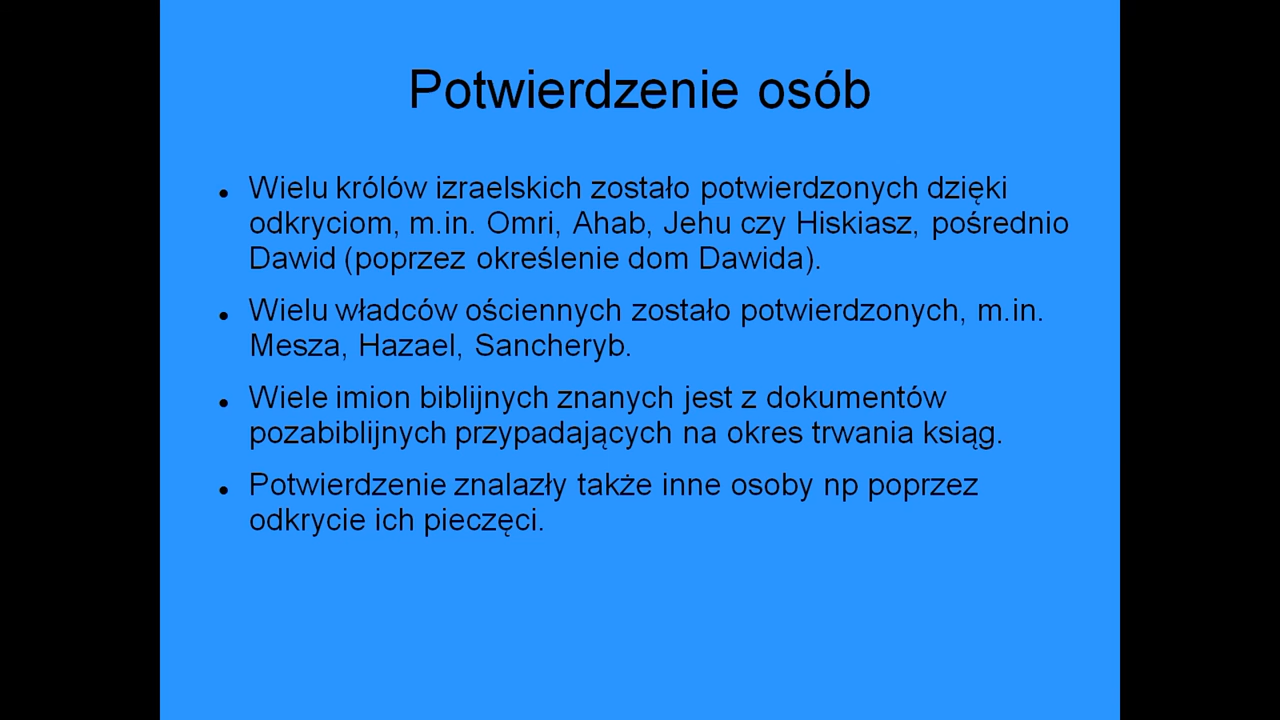 Potwierdzenie osób
• Wielu królów izraelskich zostało potwierdzonych dzięki
odkryciom, m.in. Omri, Ahab, Jehu czy Hiskiasz, pośrednio
Dawid (poprzez określenie dom Dawida).
• Wielu władców ościennych zostało potwierdzonych, m.in.
Mesza, Hazael, Sancheryb.
• Wiele imion biblijnych znanych jest z dokumentów
pozabiblijnych przypadających na okres trwania ksiąg.
• Potwierdzenie znalazły także inne osoby np poprzez
odkrycie ich pieczęci.